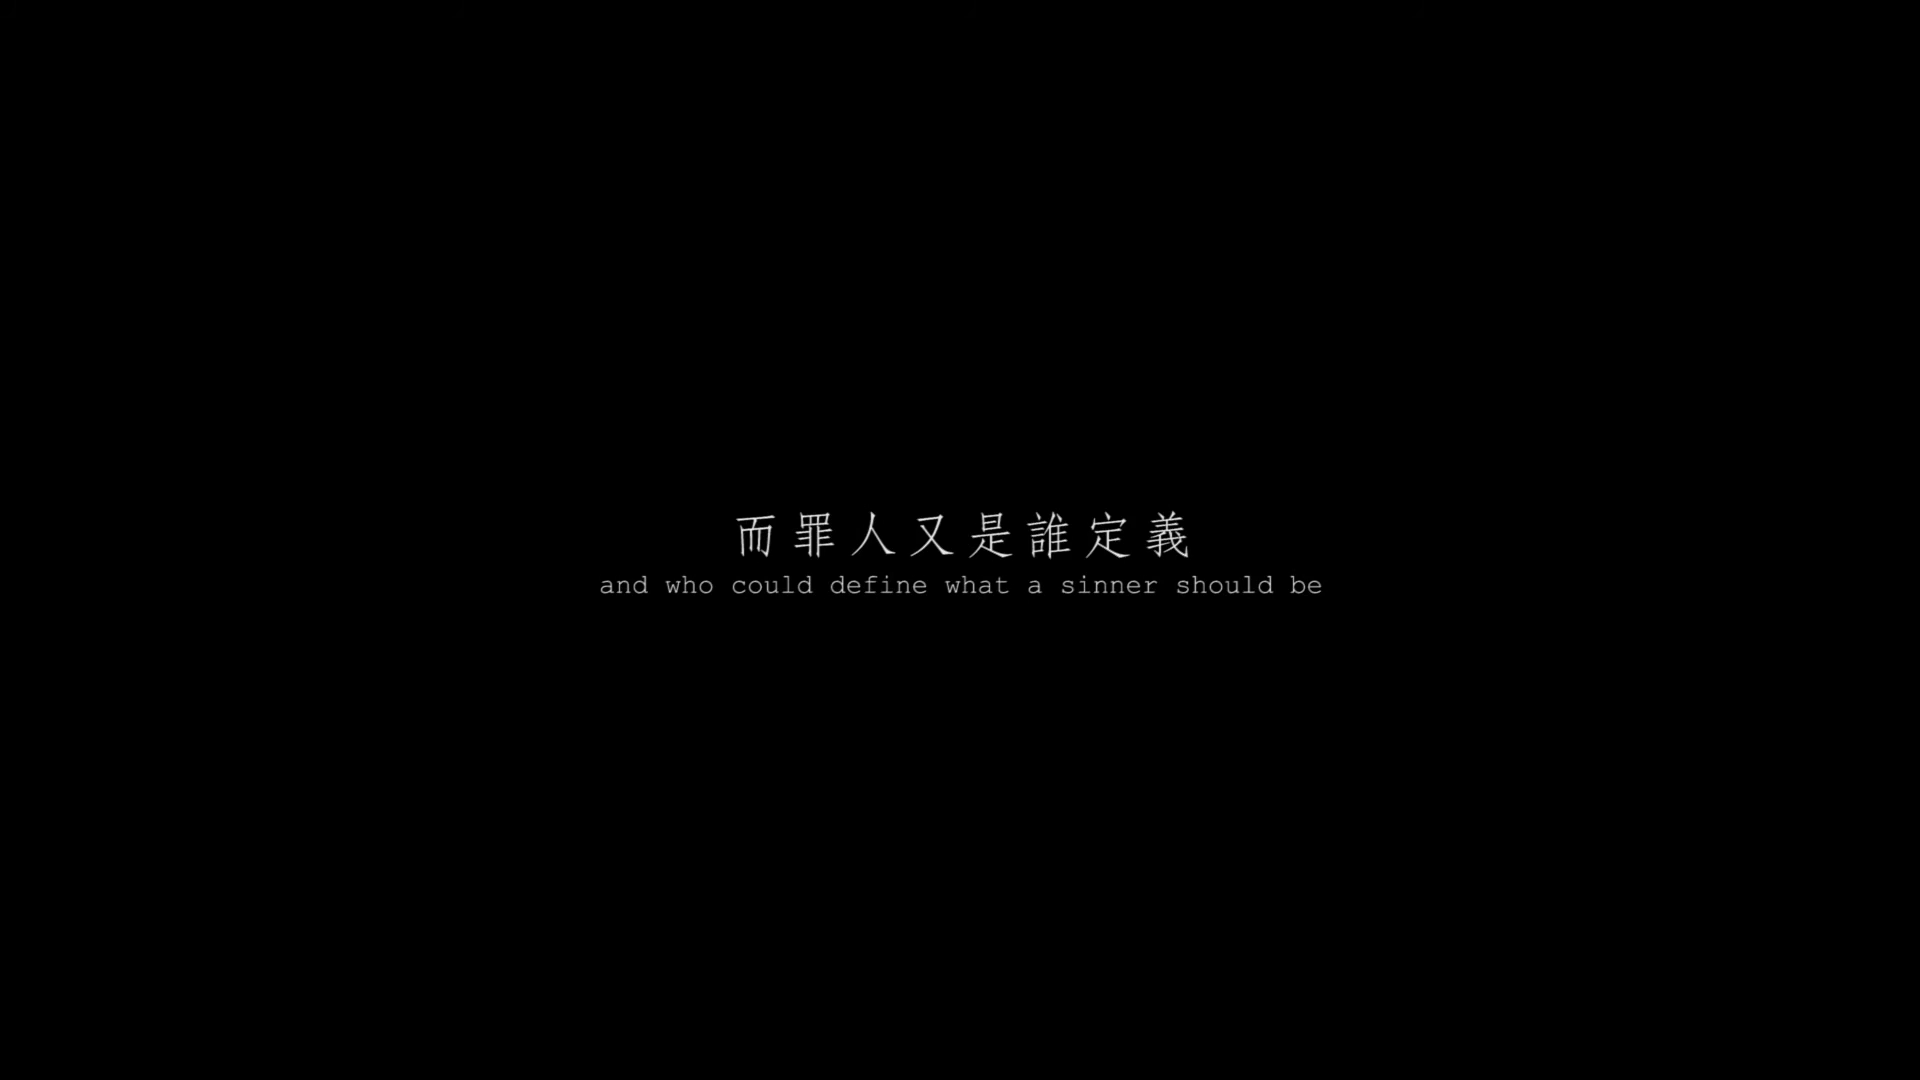 而罪人又是誰定義
and who could define what a sinner should be